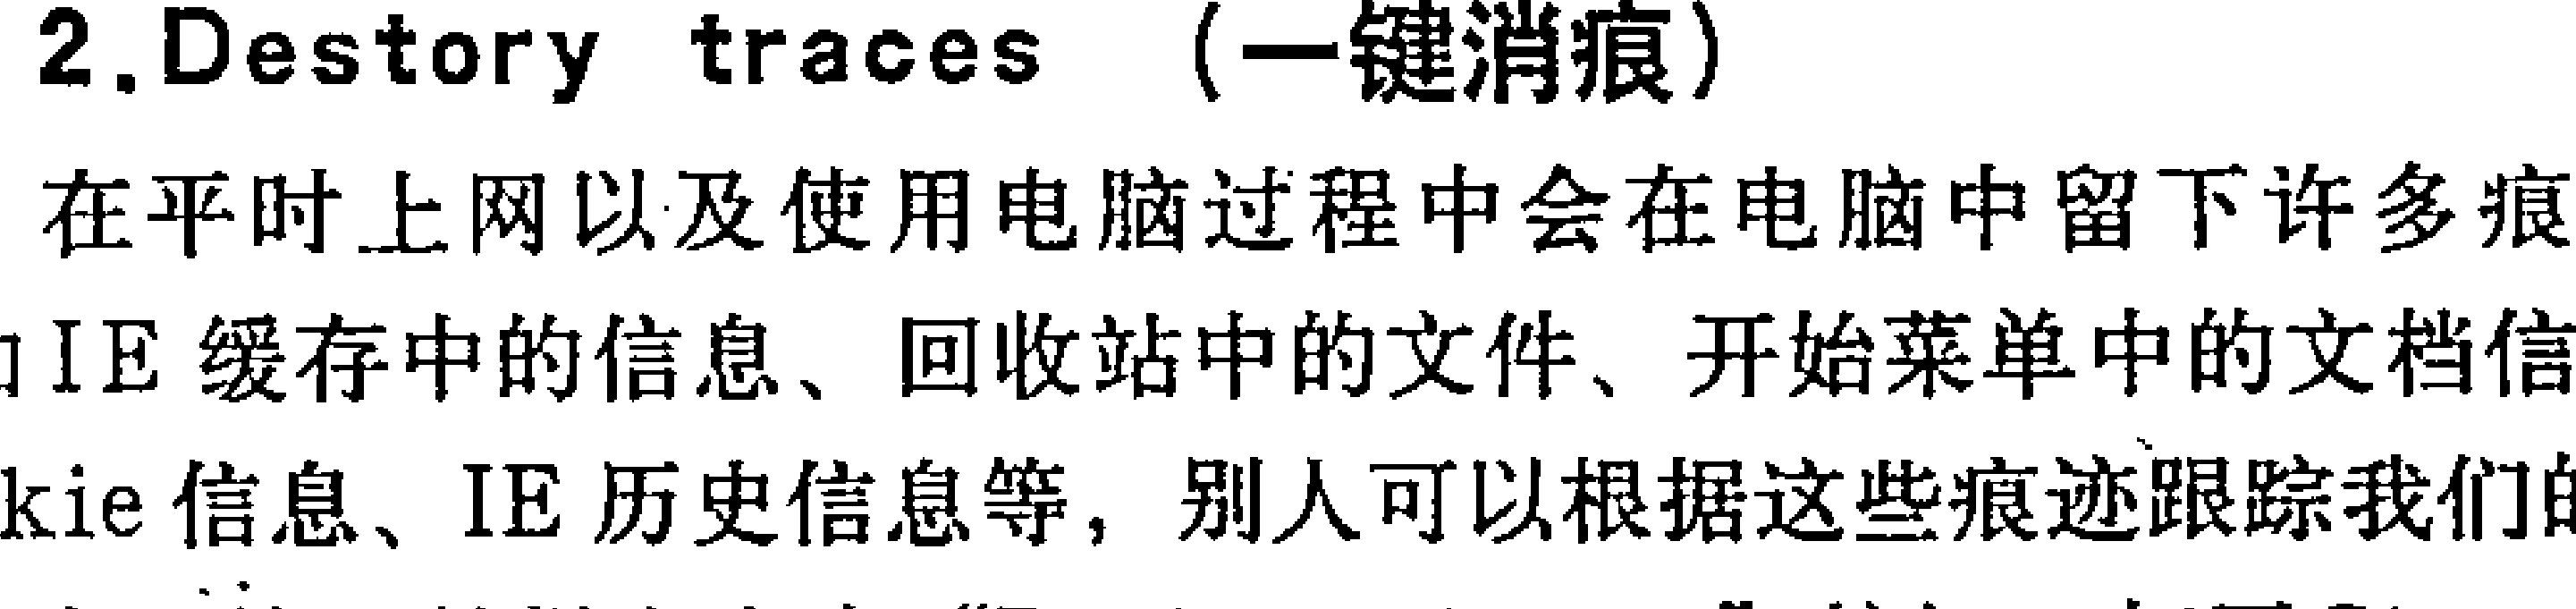 2.Destory traces （一键消痕）
在平时上网以及使用电脑过程中会在电脑中留下许多痕
IE 缓存中的信息、回收站中的文件、开始菜单中的文档信
kie 信息、IE 历史信息等，别人可以根据这些痕迹跟踪我们的